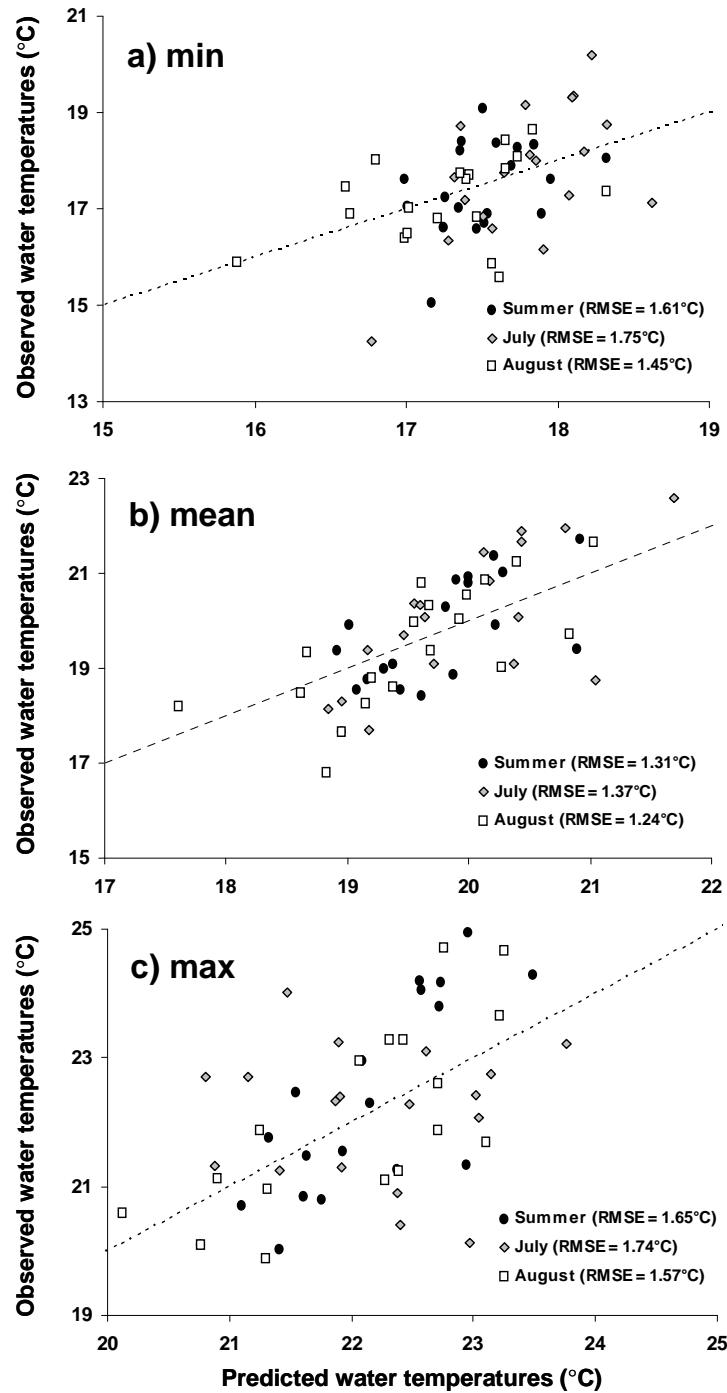 a) min
Observed water temperatures (°C)
19
17
15
13
Summer (RMSE = 1.61°C)
July (RMSE = 1.75°C)
August (RMSE = 1.45°C)
15 16 17 18 19
b) mean
Observed water temperatures (°C)
23
21
19
17
15
Summer (RMSE = 1.31°C)
July (RMSE = 1.37°C)
August (RMSE = 1.24°C)
17 18 19 20 21 22
c) max
Observed water temperatures (°C)
25
23
21
19
Summer (RMSE = 1.65°C)
July (RMSE = 1.74°C)
August (RMSE = 1.57°C)
20 21 22 23 24 25
Predicted water temperatures (°C)